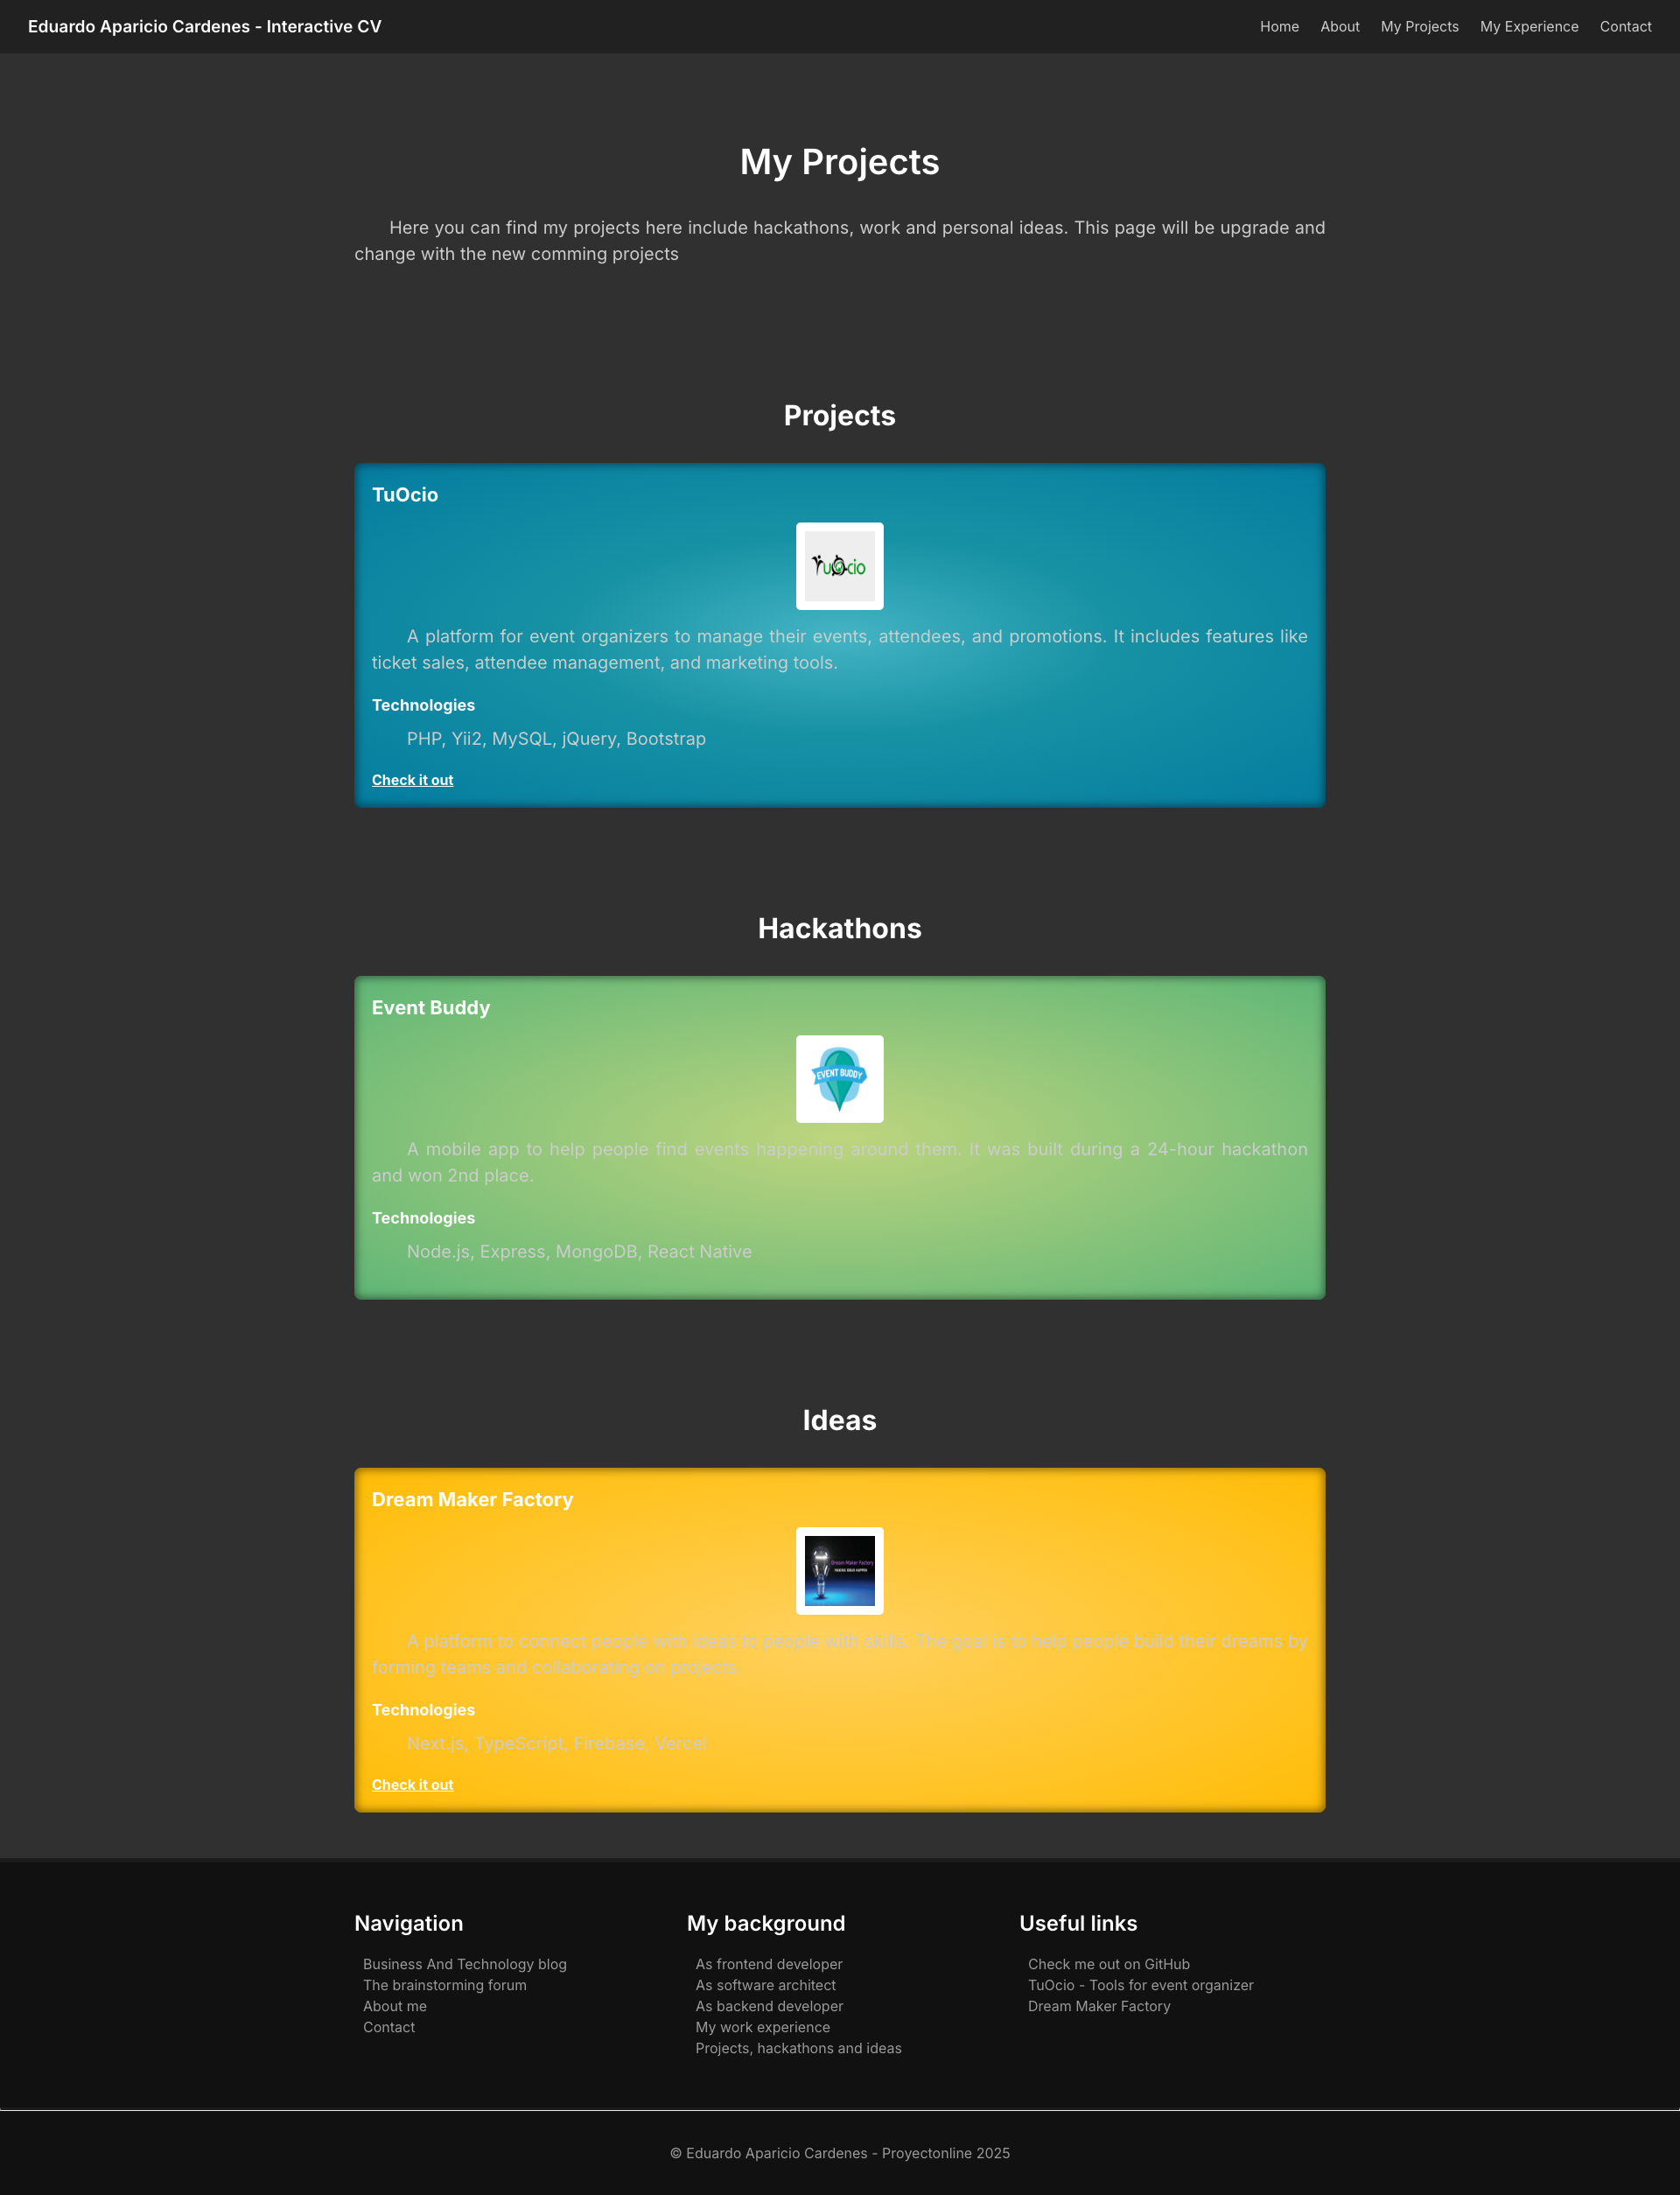 Eduardo Aparicio Cardenes - Interactive CV
Home
About
My Projects
My Experience
Contact
My Projects
Here you can find my projects here include hackathons, work and personal ideas. This page will be upgrade and
change with the new comming projects
Projects
TuOcio
TuOcio
A platform for event organizers to manage their events, attendees, and promotions. It includes features like
ticket sales, attendee management, and marketing tools.
Technologies
PHP, Yii2, MySQL, jQuery, Bootstrap
Check it out
Hackathons
Event Buddy
EVENT BUDDY
A mobile app to help people find events happening around them. It was built during a 24-hour hackathon
and won 2nd place.
Technologies
Node.js, Express, MongoDB, React Native
Ideas
Dream Maker Factory
Dream Maker Factory
MAKING IDEAS HAPPEN
A platform to connect people with ideas to people with skills. The goal is to help people build their dreams by
forming teams and collaborating on projects.
Technologies
Next.js, TypeScript, Firebase, Vercel
Check it out
Navigation
Business And Technology blog
The brainstorming forum
About me
Contact
My background
As frontend developer
As software architect
As backend developer
My work experience
Projects, hackathons and ideas
Useful links
Check me out on GitHub
TuOcio - Tools for event organizer
Dream Maker Factory
© Eduardo Aparicio Cardenes - Proyectonline 2025